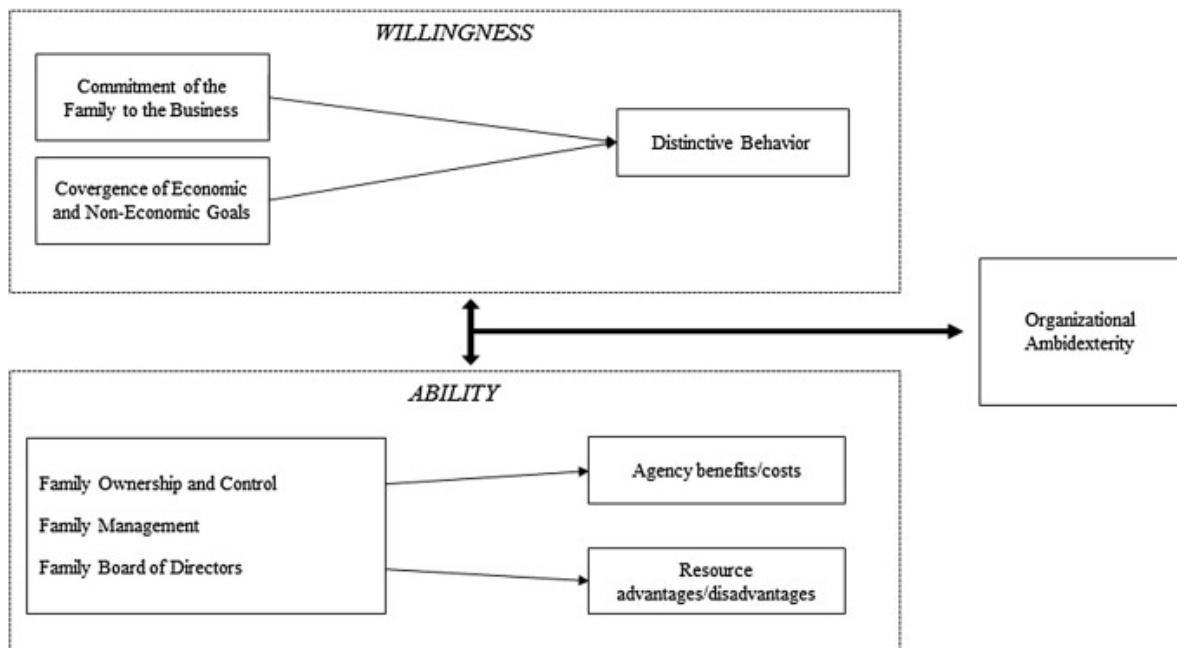 WILLINGNESS
Commitment of the
Family to the Business
Covergence of Economic
and Non-Economic Goals
Distinctive Behavior
Organizational
Ambidexterity
ABILITY
Family Ownership and Control
Family Management
Family Board of Directors
Agency benefits/costs
Resource
advantages/disadvantages